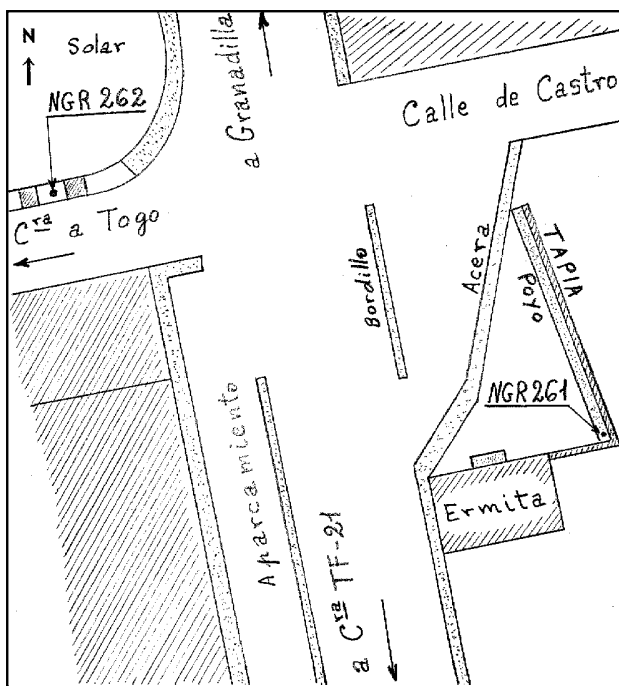 N
Solar
NGR 262
a Granadilla
Calle de Castro
Cra a Togo
Bordillo
Acera
TAPIA
POYO
NGR 261
Aparcamiento
Ermita
a Cra TF-21